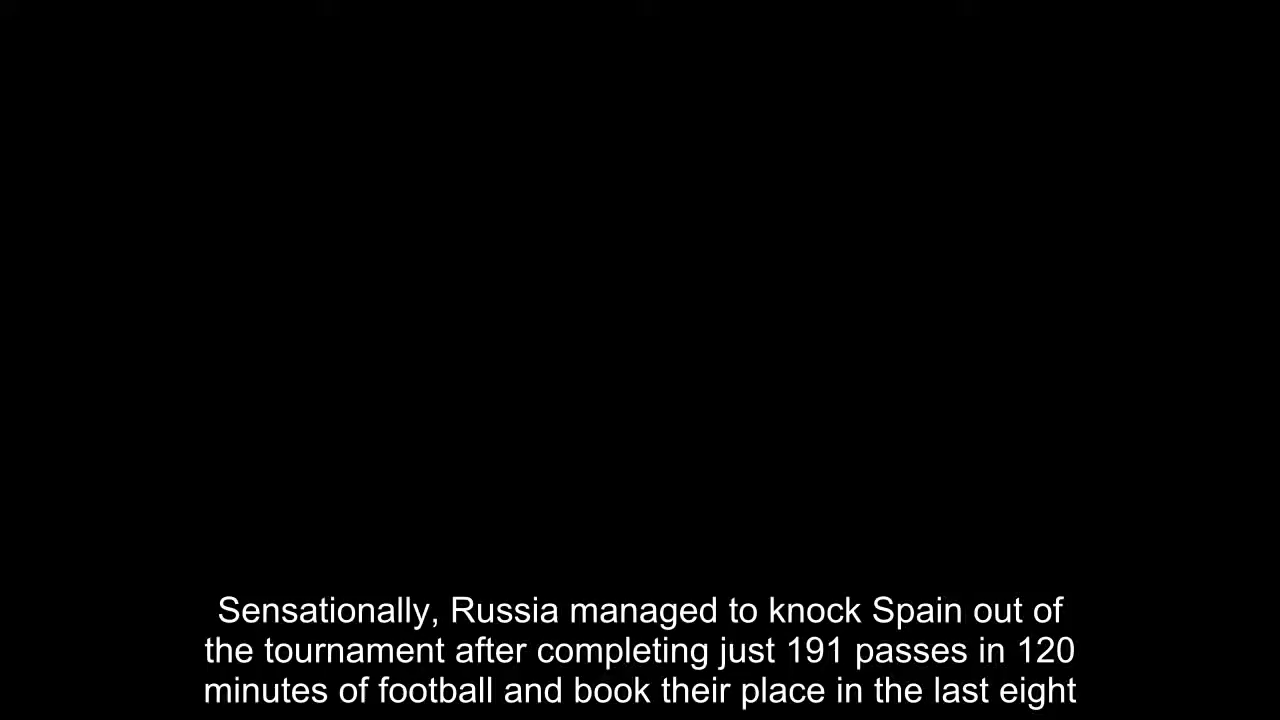 Sensationally, Russia managed to knock Spain out of
the tournament after completing just 191 passes in 120
minutes of football and book their place in the last eight